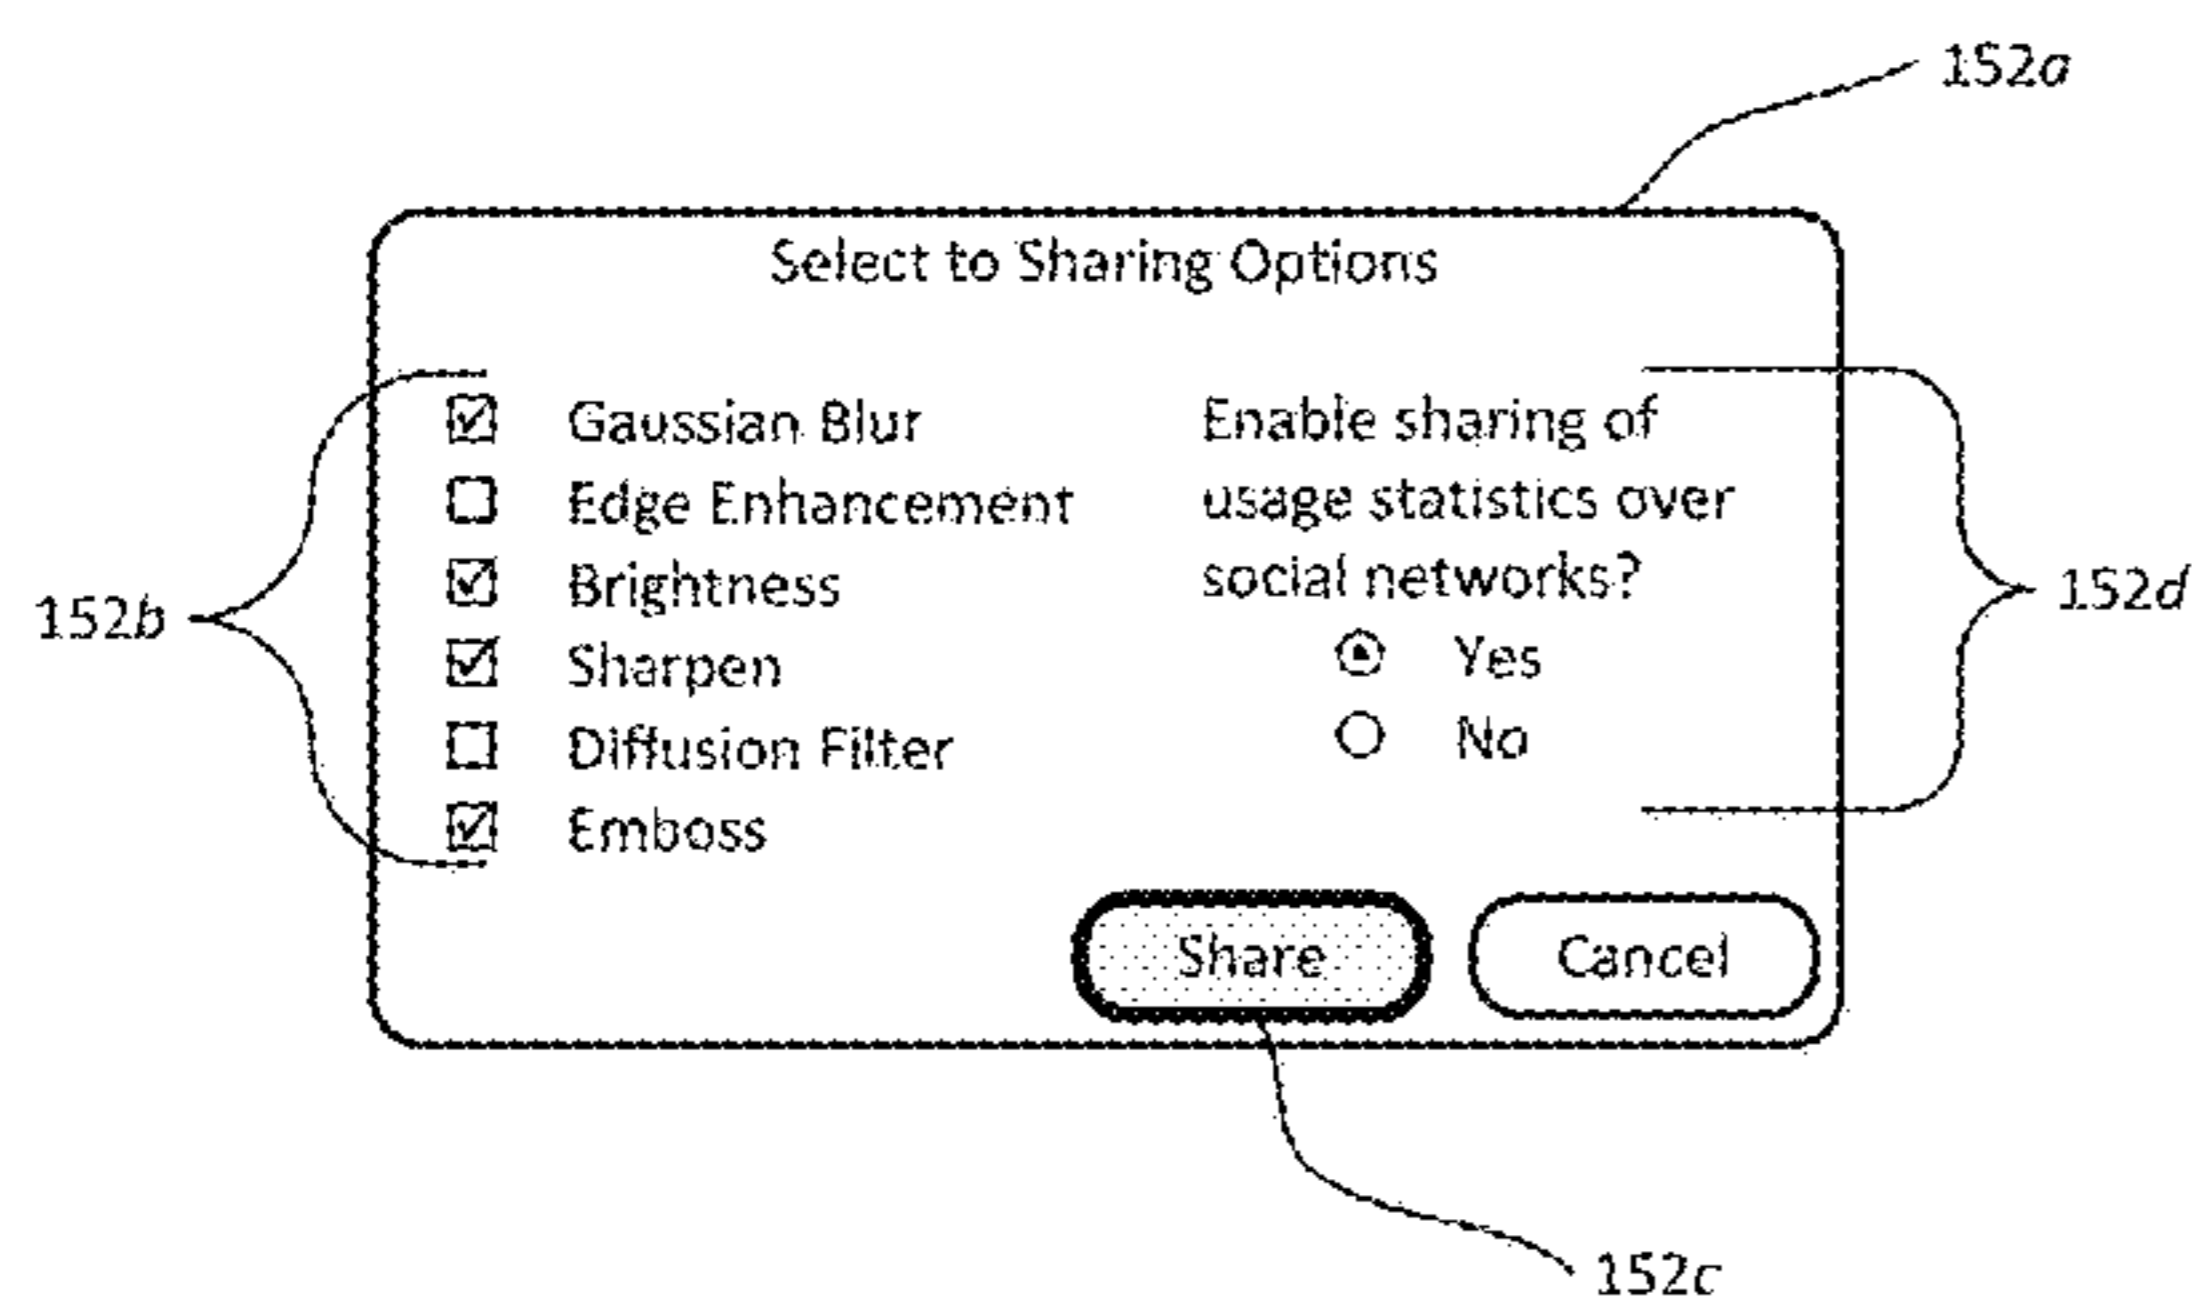 152a
Select to Sharing Options
Gaussian Blur
Edge Enhancement
Brightness
Sharpen
Diffusion Filter
Emboss
152b
Enable sharing of
usage statistics over
social networks?
Yes
No
152d
Share
Cancel
152c